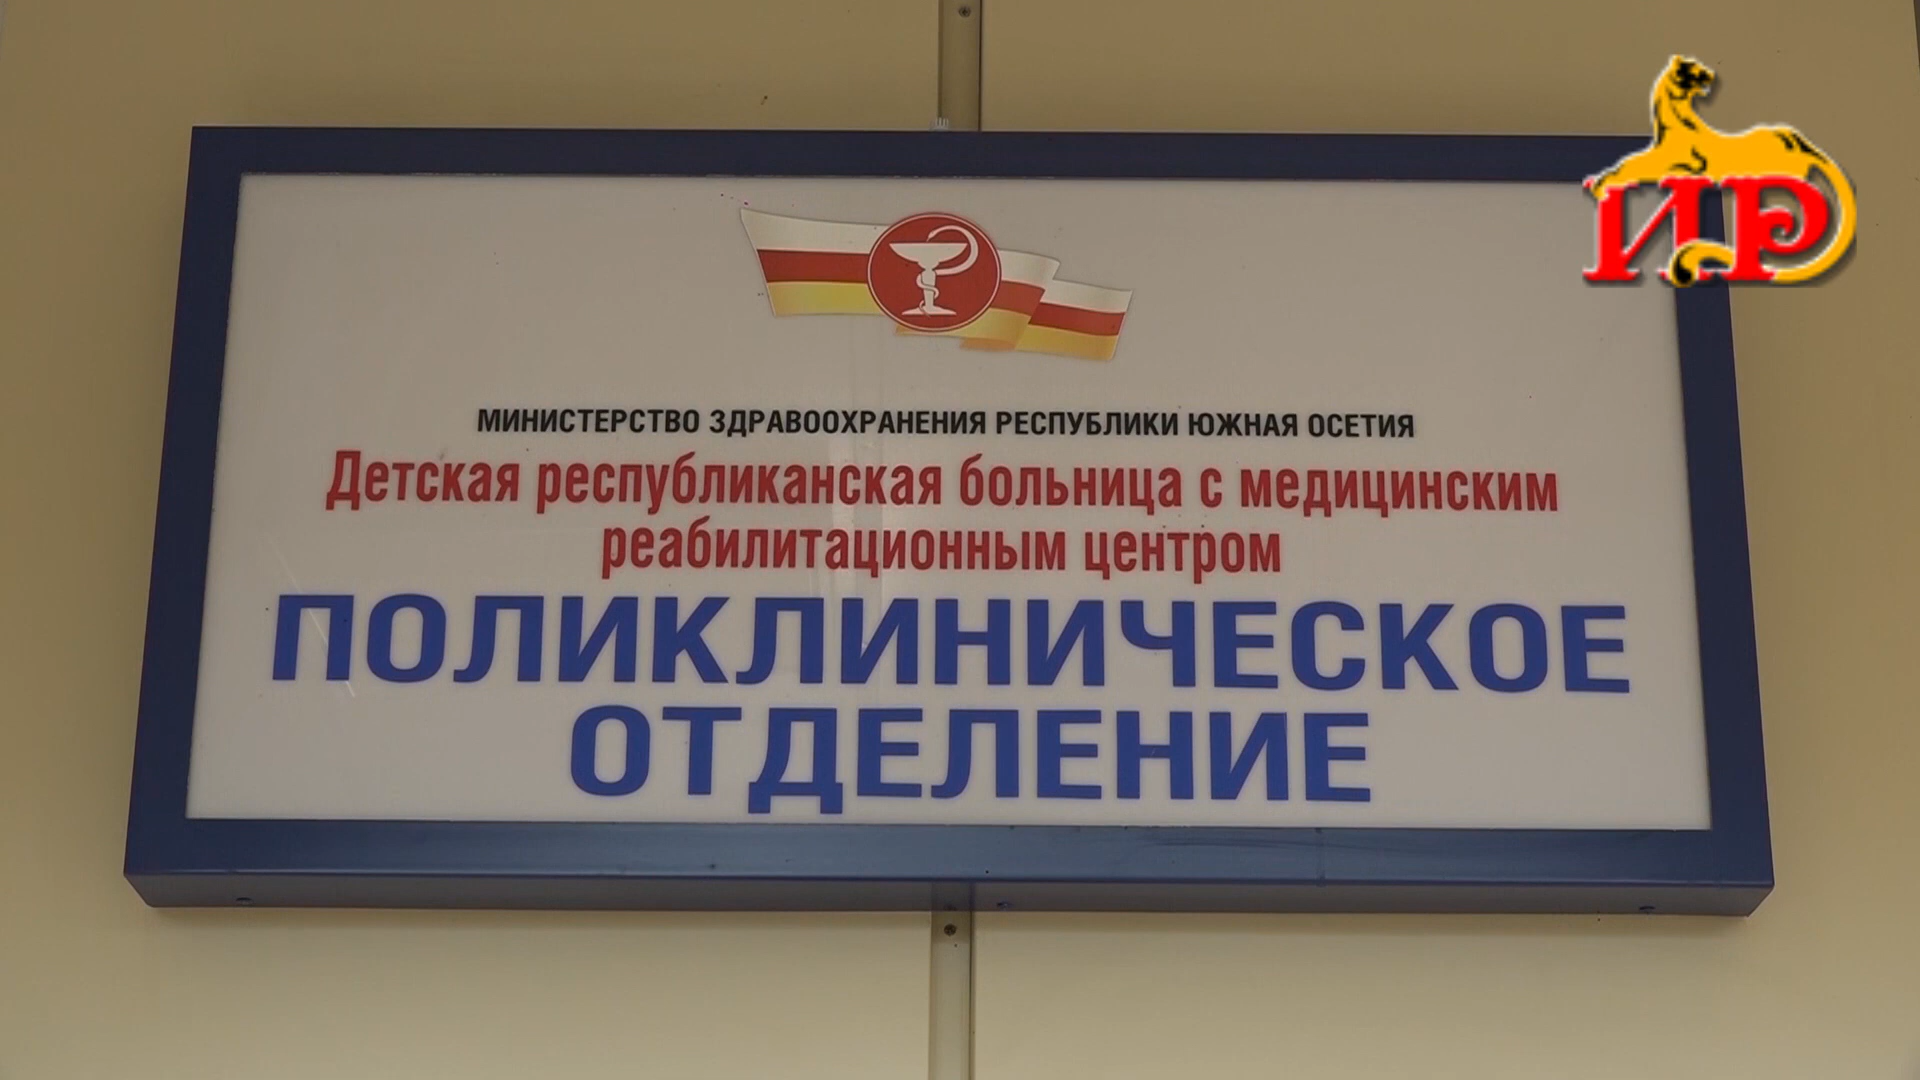 ИР
МИНИСТЕРСТВО ЗДРАВООХРАНЕНИЯ РЕСПУБЛИКИ ЮЖНАЯ ОСЕТИЯ
Детская республиканская больница с медицинским
реабилитационным центром
ПОЛИКЛИНИЧЕСКОЕ
ОТДЕЛЕНИЕ